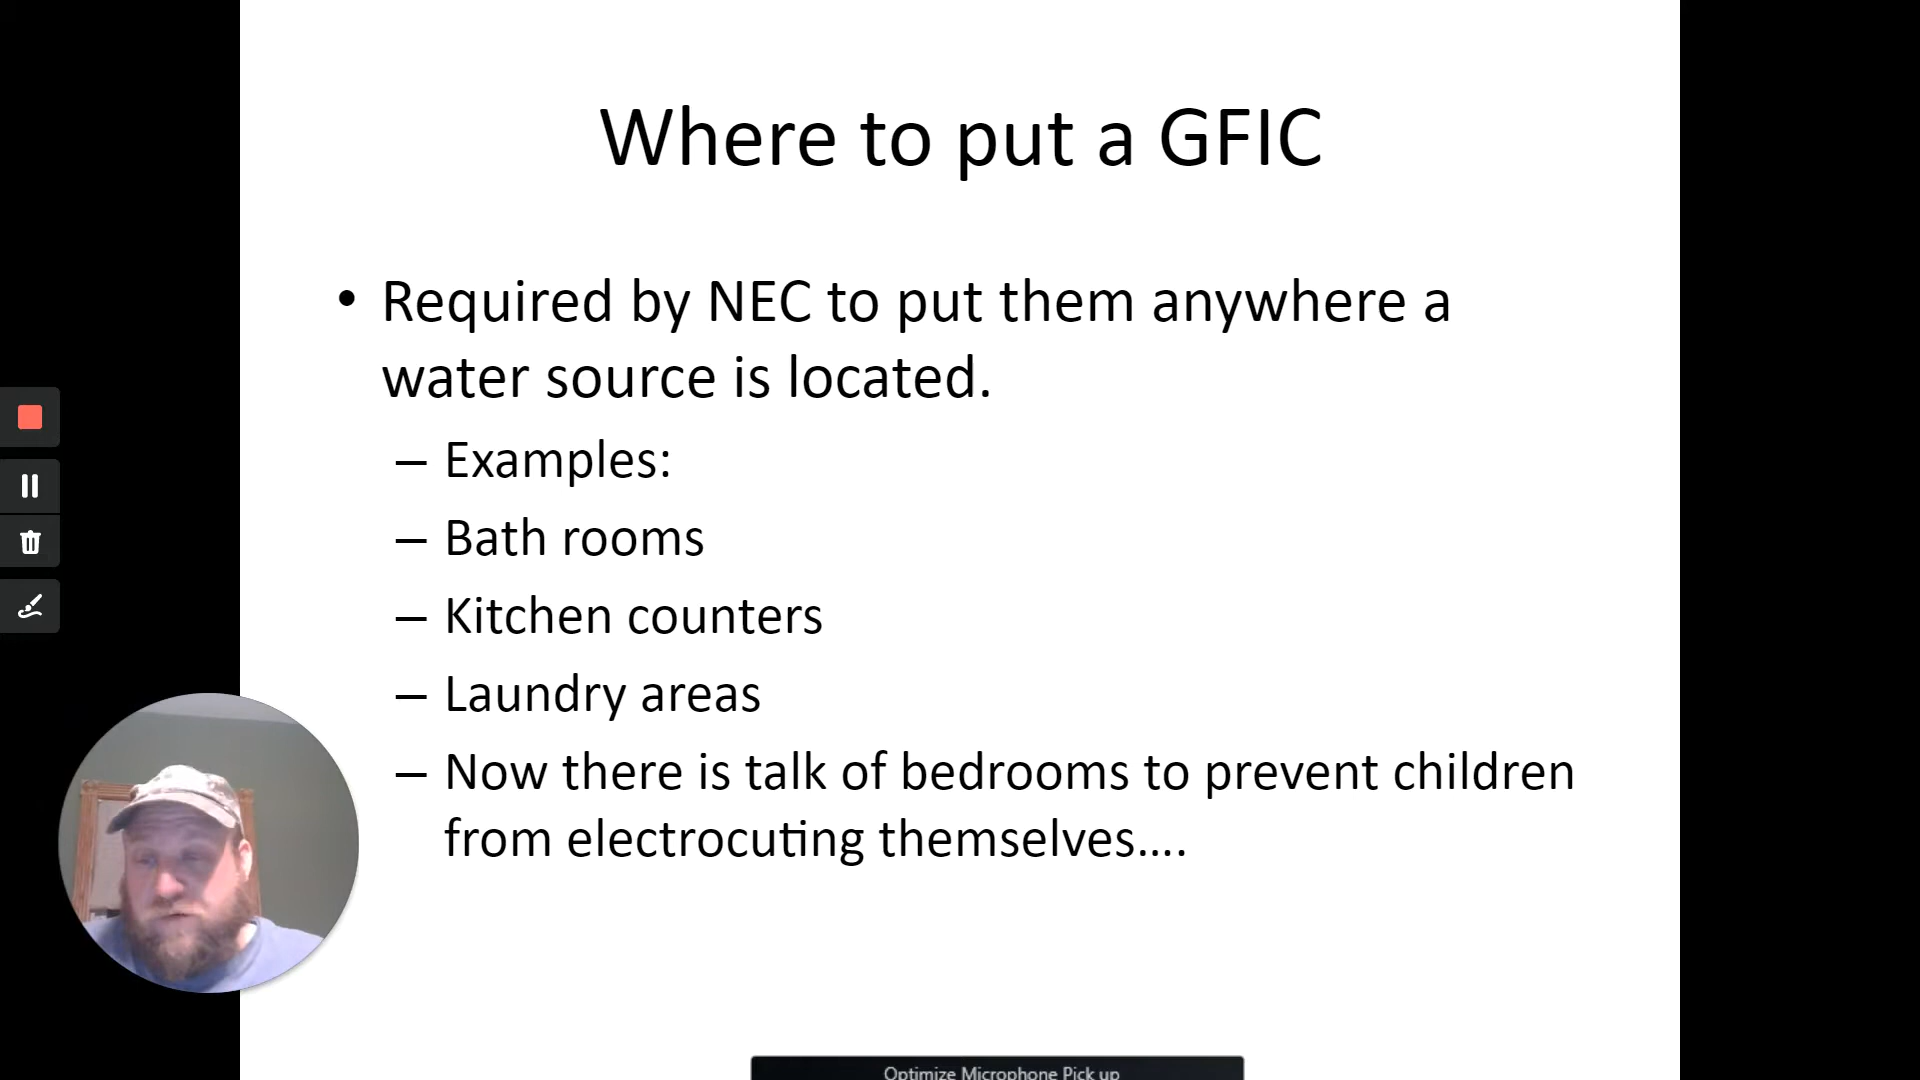 Where to put a GFIC
• Required by NEC to put them anywhere a
water source is located.
– Examples:
– Bath rooms
– Kitchen counters
– Laundry areas
– Now there is talk of bedrooms to prevent children
from electrocuting themselves....
Optimize Microphone Pick up